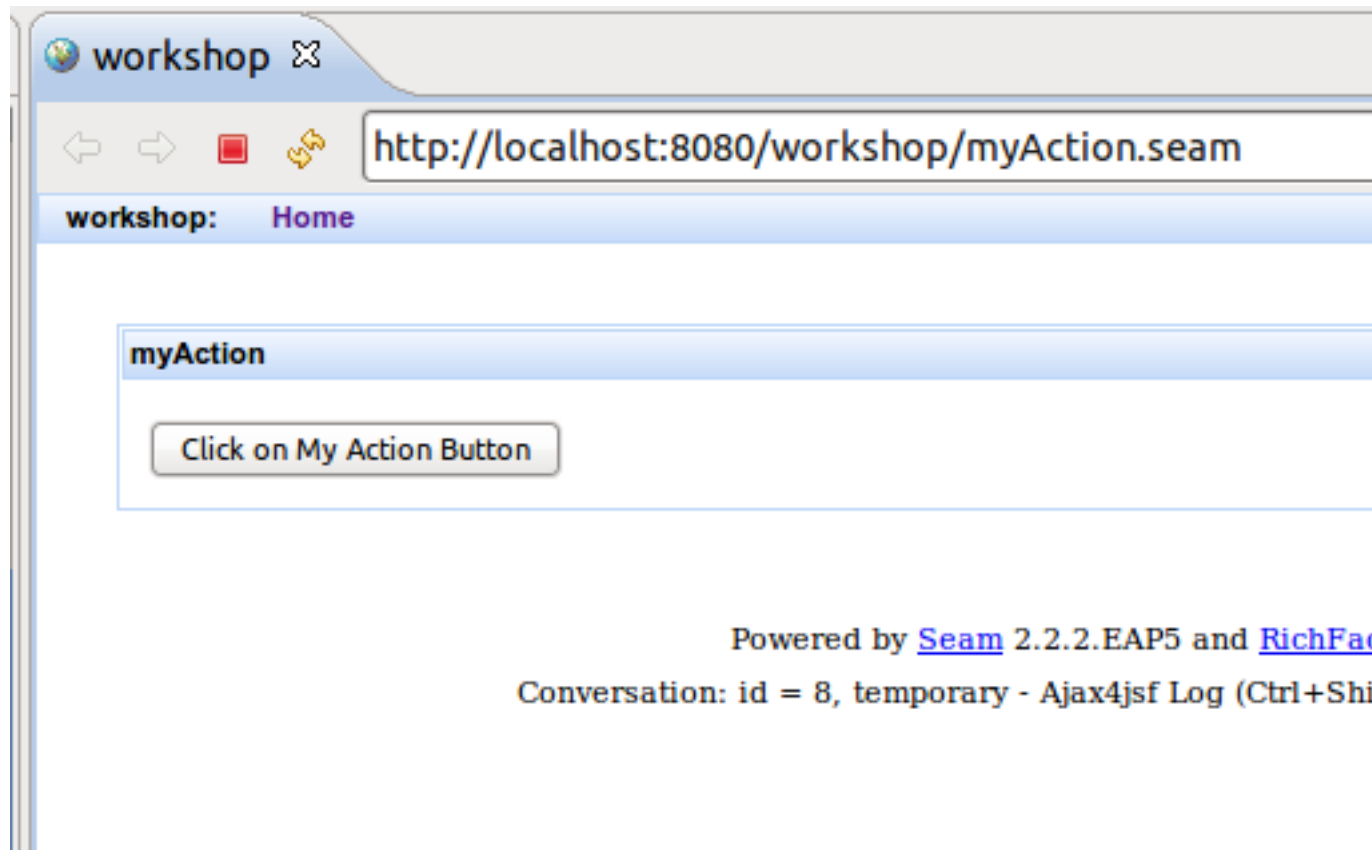 workshop
http://localhost:8080/workshop/myAction.seam
workshop: Home
myAction
Click on My Action Button
Powered by Seam 2.2.2.EAP5 and
Conversation: id = 8, temporary - Ajax4jsf Log